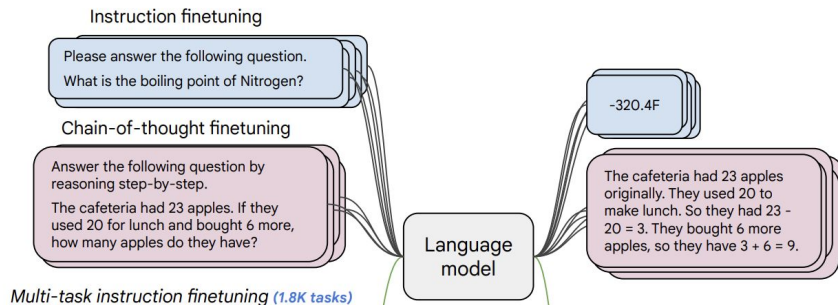 Instruction finetuning
Please answer the following question.
What is the boiling point of Nitrogen?
-320.4F
Chain-of-thought finetuning
Answer the following question by
reasoning step-by-step.
The cafeteria had 23 apples. If they
used 20 for lunch and bought 6 more,
how many apples do they have?
Language
model
The cafeteria had 23 apples
originally. They used 20 to
make lunch. So they had 23 -
20 = 3. They bought 6 more
apples, so they have 3 + 6 = 9.
Multi-task instruction finetuning (1.8K tasks)